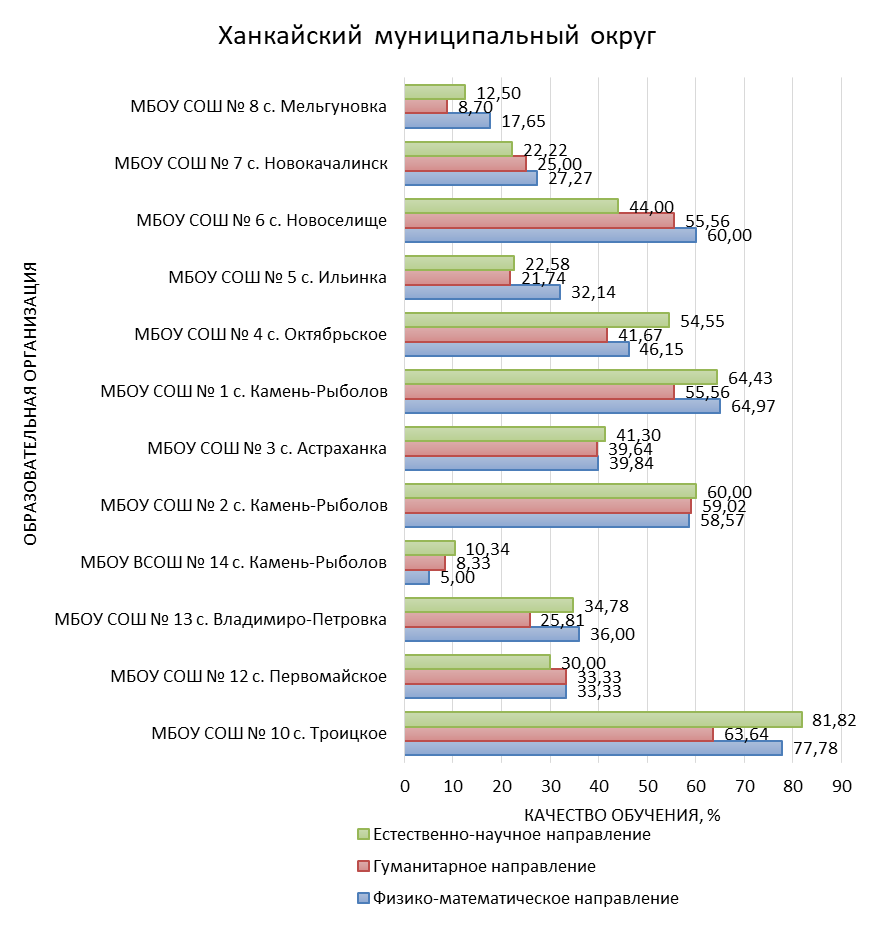 Ханкайский муниципальный округ
ОБРАЗОВАТЕЛЬНАЯ ОРГАНИЗАЦИЯ
МБОУ СОШ № 8 с. Мельгуновка
12,50
8,70
17,65
МБОУ СОШ № 7 с. Новокачалинск
22,22
25,00
27,27
МБОУ СОШ № 6 с. Новоселище
44,00
55,56
60,00
МБОУ СОШ № 5 с. Ильинка
22,58
21,74
32,14
МБОУ СОШ № 4 с. Октябрьское
54,55
41,67
46,15
МБОУ СОШ № 1 с. Камень-Рыболов
64,43
55,56
64,97
МБОУ СОШ № 3 с. Астраханка
41,30
39,64
39,84
МБОУ СОШ № 2 с. Камень-Рыболов
60,00
59,02
58,57
МБОУ ВСОШ № 14 с. Камень-Рыболов
10,34
8,33
5,00
МБОУ СОШ № 13 с. Владимиро-Петровка
34,78
25,81
36,00
МБОУ СОШ № 12 с. Первомайское
30,00
33,33
33,33
МБОУ СОШ № 10 с. Троицкое
81,82
63,64
77,78
0 10 20 30 40 50 60 70 80 90
КАЧЕСТВО ОБУЧЕНИЯ, %
Естественно-научное направление
Гуманитарное направление
Физико-математическое направление